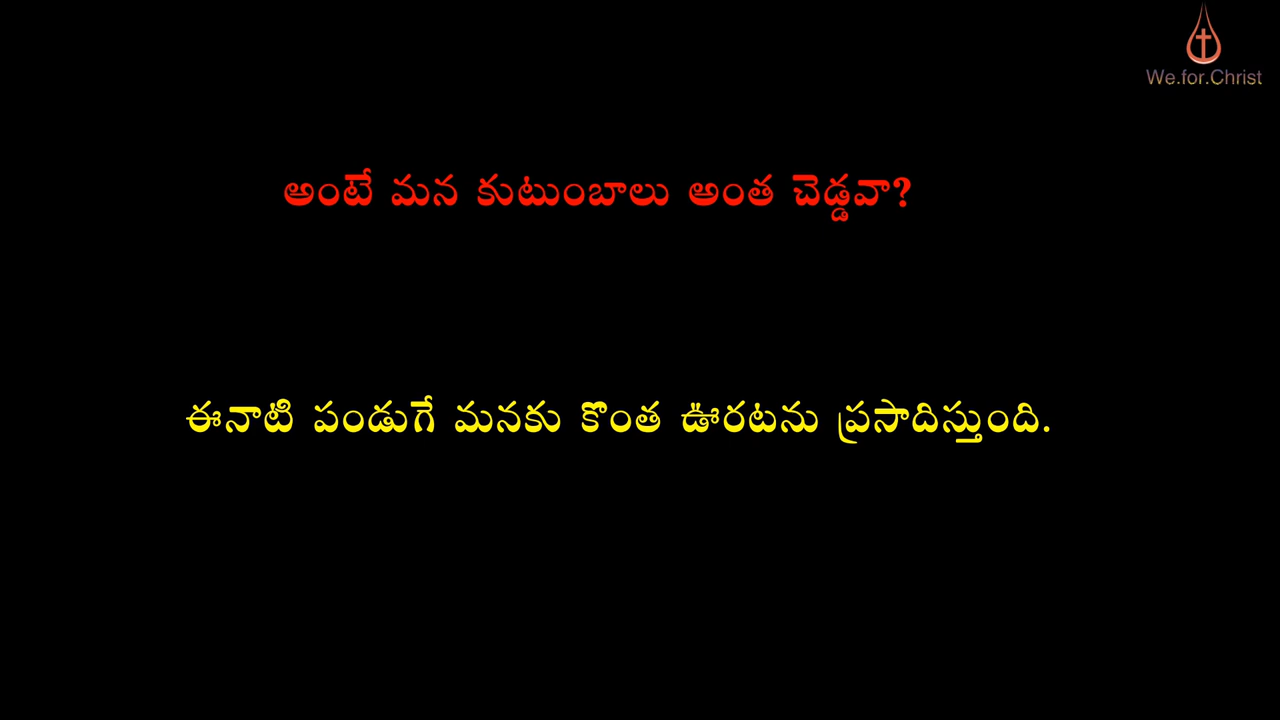 We.for.Christ
అంటే మన కుటుంబాలు అంత చెడ్డవా?
ఈనాటి పండుగే మనకు కొంత ఊరటను ప్రసాదిస్తుంది.